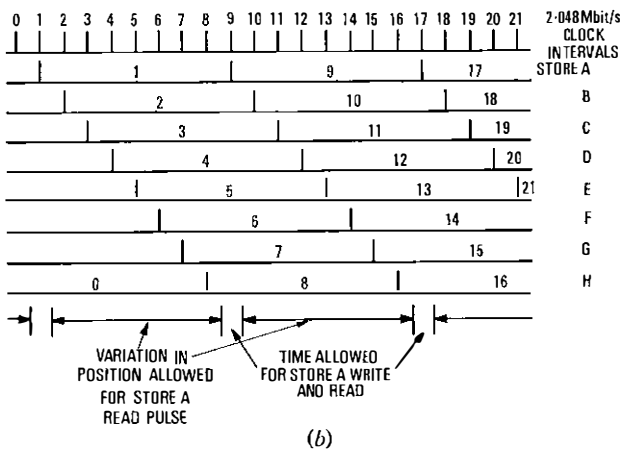 0 1 2 3 4 5 6 7 8 9 10 11 12 13 14 15 16 17 18 19 20 21 2·048Mbit/s
CLOCK
INTERVALS
1 9 17 STORE A
2 10 18 B
3 11 19 C
4 12 20 D
5 13 21 E
6 14 F
7 15 G
0 8 16 H
VARIATION IN
POSITION ALLOWED
FOR STORE A
READ PULSE
TIME ALLOWED
FOR STORE A WRITE
AND READ
(b)